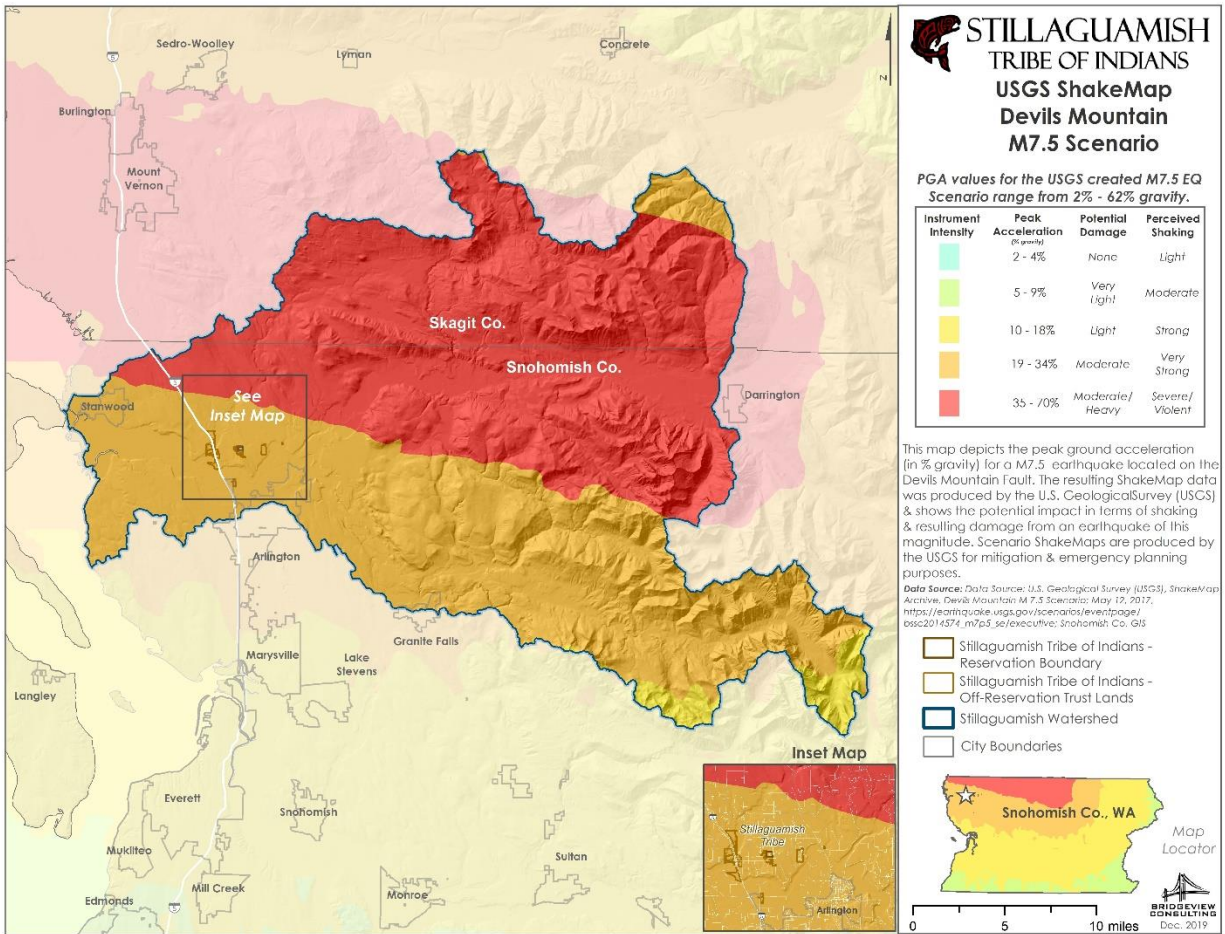 Sedro-Woolley
Lyman
Concrete
5
N
Burlington
Mount
Vernon
Skagit Co.
Snohomish Co.
5
See
Inset Map
Stanwood
Darrington
Arlington
Granite Falls
Marysville
Lake
Stevens
Langley
Everett
Snohomish
Mukilteo
Sultan
Mill Creek
Monroe
Edmonds
5
Inset Map
Stillaguamish
Tribe
Arlington
STILLAGUAMISH
TRIBE OF INDIANS
USGS ShakeMap
Devils Mountain
M7.5 Scenario
PGA values for the USGS created M7.5 EQ
Scenario range from 2% - 62% gravity.
Instrument Intensity Peak Acceleration (% gravity) Potential Damage Perceived Shaking
2 - 4% None Light
5 - 9% Very Light Moderate
10 - 18% Light Strong
19 - 34% Moderate Very Strong
35 - 70% Moderate/ Heavy Severe/ Violent
This map depicts the peak ground acceleration
(in % gravity) for a M7.5 earthquake located on the
Devils Mountain Fault. The resulting ShakeMap data
was produced by the U.S. GeologicalSurvey (USGS)
& shows the potential impact in terms of shaking
& resulting damage from an earthquake of this
magnitude. Scenario ShakeMaps are produced by
the USGS for mitigation & emergency planning
purposes.
Data Source: Data Source: U.S. Geological Survey (USGS), ShakeMap
Archive, Devils Mountain M 7.5 Scenario; May 12, 2017,
https://earthquake.usgs.gov/scenarios/eventpage/
bssc2014574_m7p5_se/executive; Snohomish Co. GIS
Stillaguamish Tribe of Indians -
Reservation Boundary
Stillaguamish Tribe of Indians -
Off-Reservation Trust Lands
Stillaguamish Watershed
City Boundaries
Snohomish Co., WA
Map
Locator
0 5 10 miles
BRIDGEVIEW
CONSULTING
Dec. 2019